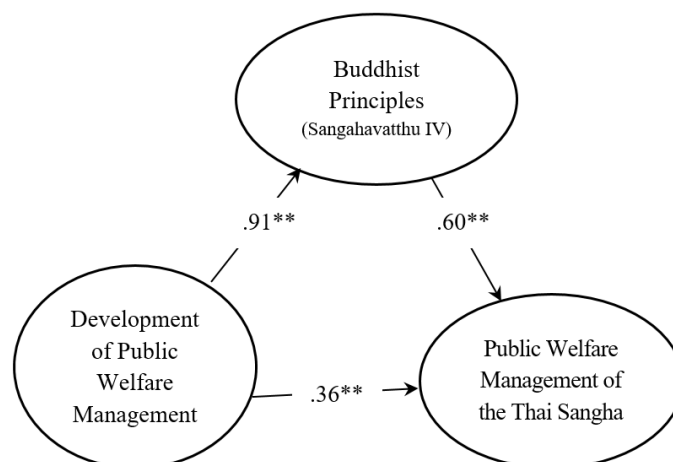 Buddhist
Principles
(Sangahavatthu IV)
.91**
.60**
Development
of Public
Welfare
Management
.36**
Public Welfare
Management of
the Thai Sangha